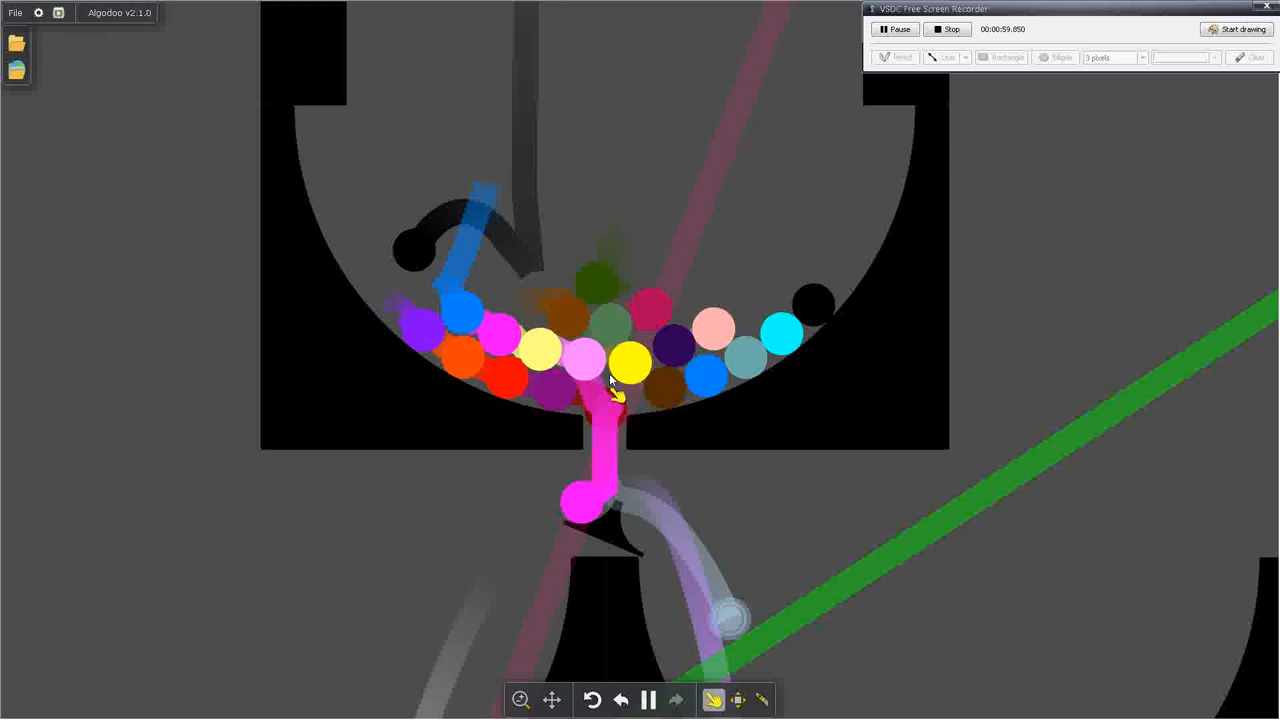 File
Algodoo v2.1.0
VSDC Free Screen Recorder
Pause
Stop
00:00:59.850
Start drawing
Line
Rectangle
Ellipse
3 pixels
Clear